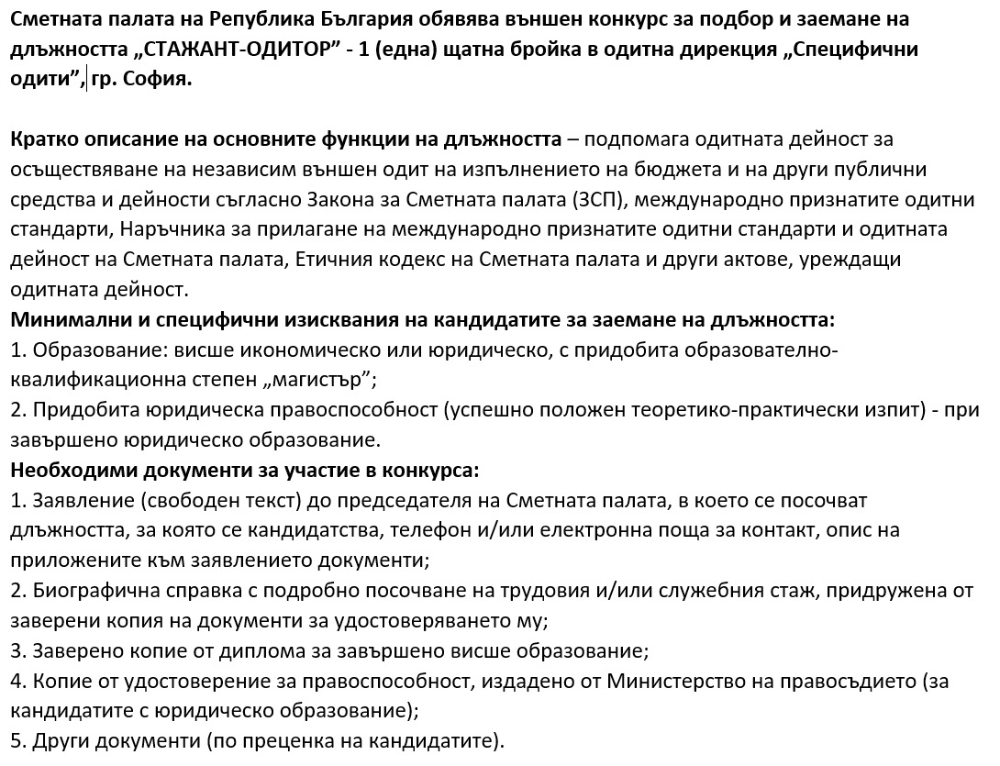 Сметната палата на Република България обявява външен конкурс за подбор и заемане на
длъжността „СТАЖАНТ-ОДИТОР” - 1 (една) щатна бройка в одитна дирекция „Специфични
одити”, гр. София.
Кратко описание на основните функции на длъжността – подпомага одитната дейност за
осъществяване на независим външен одит на изпълнението на бюджета и на други публични
средства и дейности съгласно Закона за Сметната палата (ЗСП), международно признатите одитни
стандарти, Наръчника за прилагане на международно признатите одитни стандарти и одитната
дейност на Сметната палата, Етичния кодекс на Сметната палата и други актове, уреждащи
одитната дейност.
Минимални и специфични изисквания на кандидатите за заемане на длъжността:
1. Образование: висше икономическо или юридическо, с придобита образователно-
квалификационна степен „магистър”;
2. Придобита юридическа правоспособност (успешно положен теоретико-практически изпит) - при
завършено юридическо образование.
Необходими документи за участие в конкурса:
1. Заявление (свободен текст) до председателя на Сметната палата, в което се посочват
длъжността, за която се кандидатства, телефон и/или електронна поща за контакт, опис на
приложените към заявлението документи;
2. Биографична справка с подробно посочване на трудовия и/или служебния стаж, придружена от
заверени копия на документи за удостоверяването му;
3. Заверено копие от диплома за завършено висше образование;
4. Копие от удостоверение за правоспособност, издадено от Министерство на правосъдието (за
кандидатите с юридическо образование);
5. Други документи (по преценка на кандидатите).